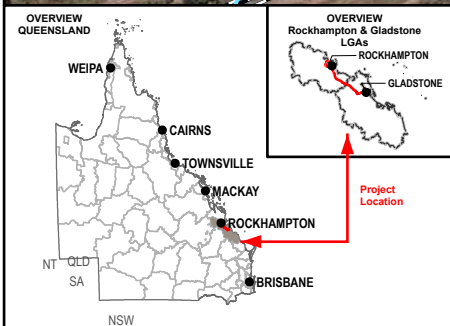 OVERVIEW
QUEENSLAND
WEIPA
CAIRNS
TOWNSVILLE
MACKAY
ROCKHAMPTON
BRISBANE
NT
QLD
SA
NSW
OVERVIEW
Rockhampton & Gladstone
LGAs
ROCKHAMPTON
GLADSTONE
Project
Location